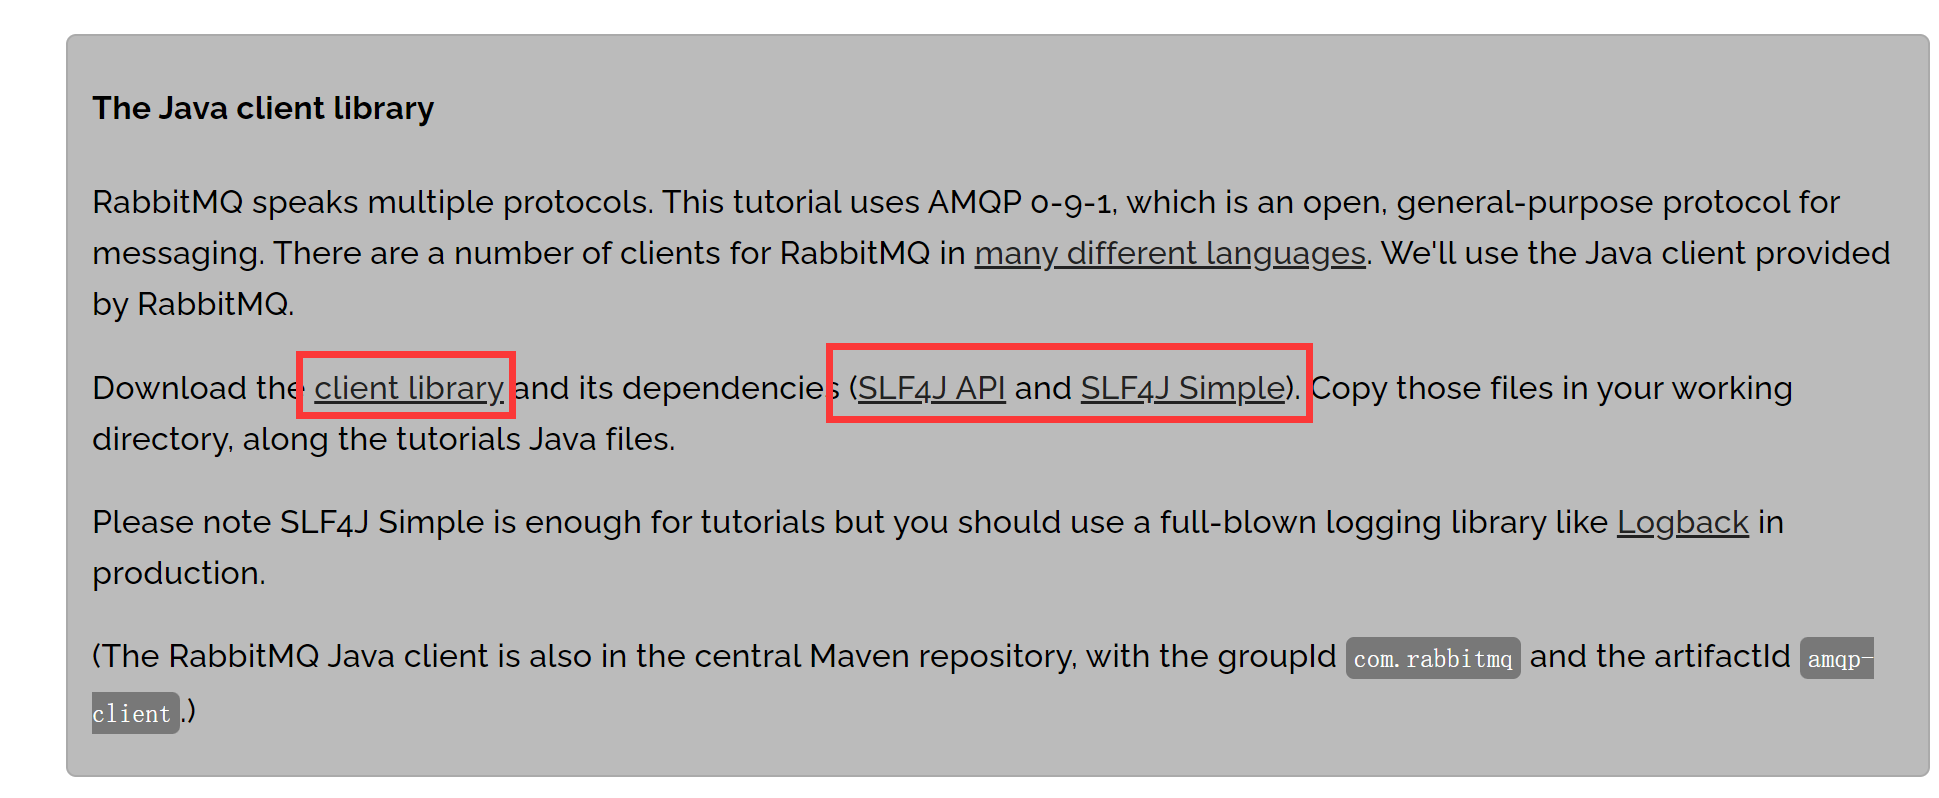 The Java client library
RabbitMQ speaks multiple protocols. This tutorial uses AMQP 0-9-1, which is an open, general-purpose protocol for
messaging. There are a number of clients for RabbitMQ in many different languages. We'll use the Java client provided
by RabbitMQ.
Download the client library and its dependencies (SLF4J API and SLF4J Simple). Copy those files in your working
directory, along the tutorials Java files.
Please note SLF4J Simple is enough for tutorials but you should use a full-blown logging library like Logback in
production.
(The RabbitMQ Java client is also in the central Maven repository, with the groupId com.rabbitmq and the artifactId amqp-
client.)